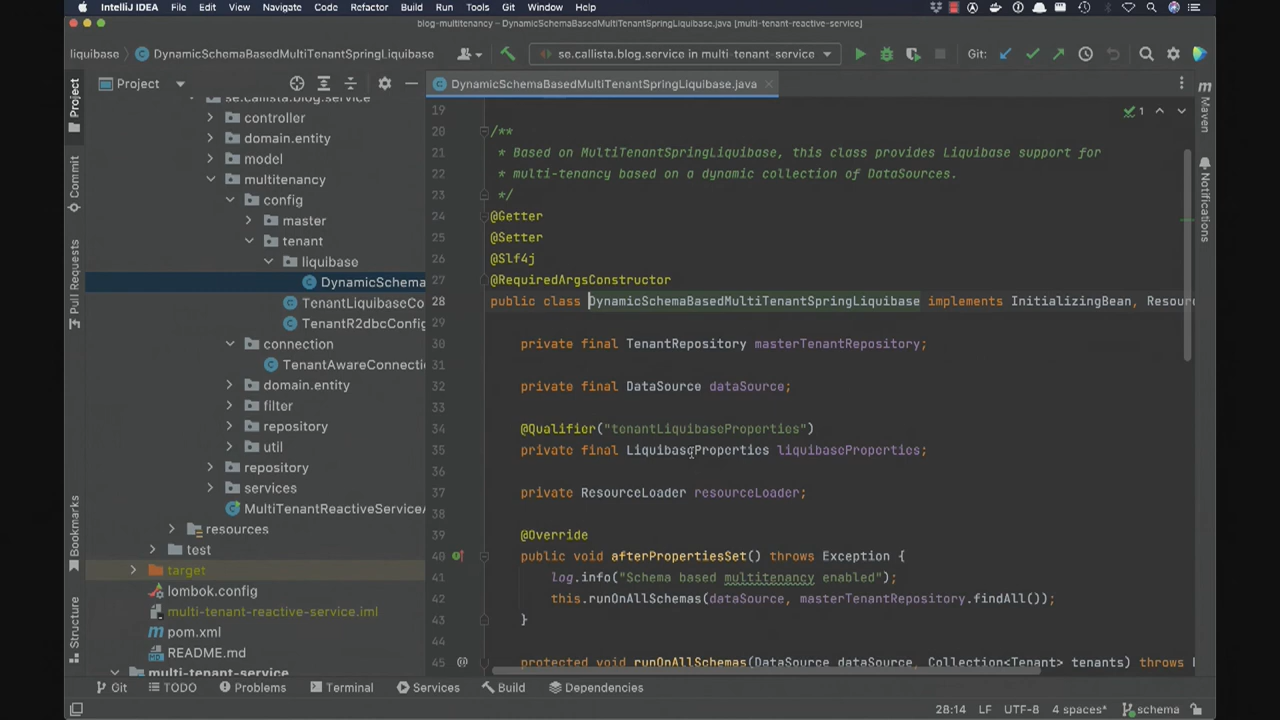 IntelliJ IDEA File Edit View Navigate Code Refactor Build Run Tools Git Window Help
blog-multitenancy – DynamicSchemaBasedMultiTenantSpringLiquibase.java [multi-tenant-reactive-service]
liquibase DynamicSchemaBasedMultiTenantSpringLiquibase se.callista.blog.service in multi-tenant-service Git:
Project
Commit
Pull Requests
Bookmarks
Structure
Project
se.callista.blog.service
controller
domain.entity
model
multitenancy
config
master
tenant
liquibase
DynamicSchema
TenantLiquibaseCo
TenantR2dbcConfig
connection
TenantAwareConnecti
domain.entity
filter
repository
util
repository
services
MultiTenantReactiveService
resources
test
target
lombok.config
multi-tenant-reactive-service.iml
pom.xml
README.md
multi-tenant-service
DynamicSchemaBasedMultiTenantSpringLiquibase.java
1
19
20 /**
21 * Based on MultiTenantSpringLiquibase, this class provides Liquibase support for
22 * multi-tenancy based on a dynamic collection of DataSources.
23 */
24 @Getter
25 @Setter
26 @Slf4j
27 @RequiredArgsConstructor
28 public class DynamicSchemaBasedMultiTenantSpringLiquibase implements InitializingBean, Resour
29
30 private final TenantRepository masterTenantRepository;
31
32 private final DataSource dataSource;
33
34 @Qualifier("tenantLiquibaseProperties")
35 private final LiquibaseProperties liquibaseProperties;
36
37 private ResourceLoader resourceLoader;
38
39 @Override
40 public void afterPropertiesSet() throws Exception {
41 log.info("Schema based multitenancy enabled");
42 this.runOnAllSchemas(dataSource, masterTenantRepository.findAll());
43 }
44
45 protected void runOnAllSchemas(DataSource dataSource, Collection<Tenant> tenants) throws
Maven
Notifications
Git TODO Problems Terminal Services Build Dependencies
28:14 LF UTF-8 4 spaces* schema